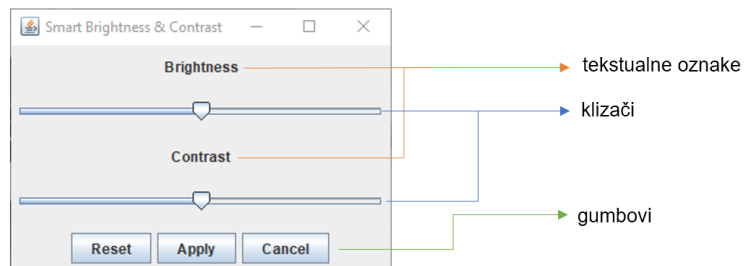 Smart Brightness & Contrast
Brightness
tekstualne oznake
klizači
Contrast
gumbovi
Reset Apply Cancel